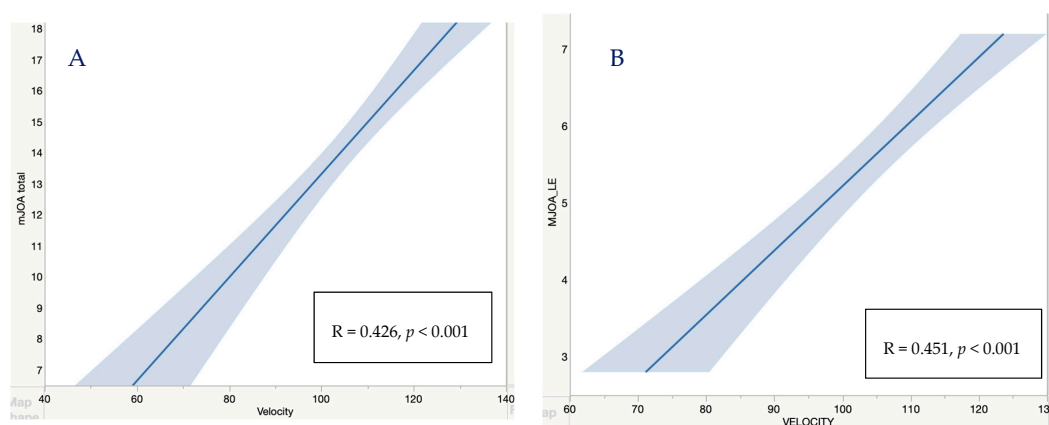 A
mJOA total
18
17
16
15
14
13
12
11
10
9
8
7
R = 0.426, p < 0.001
40 60 80 100 120 140
Velocity
Map
B
MJOA_LE
7
6
5
4
3
R = 0.451, p < 0.001
60 70 80 90 100 110 120
VELOCITY